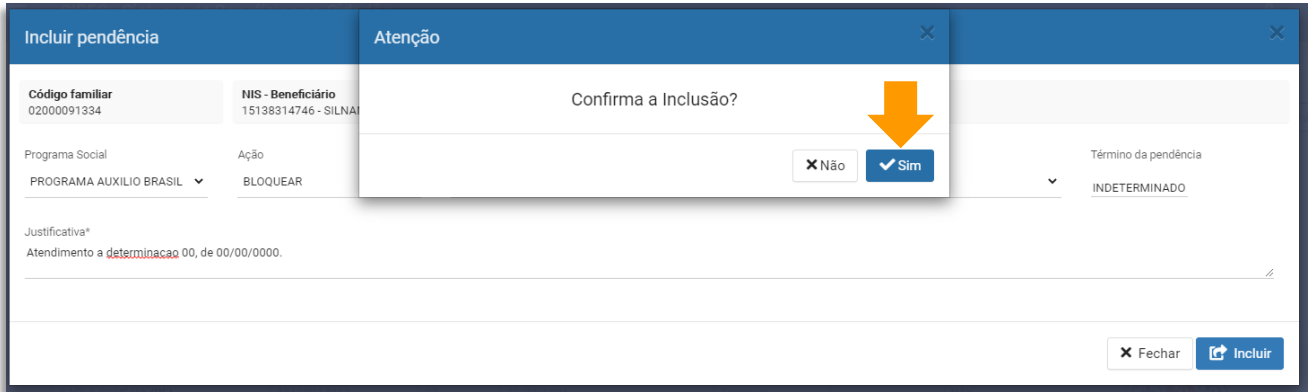 Incluir pendência
Atenção
Confirma a Inclusão?
Não
Sim
Código familiar
02000091334
NIS - Beneficiário
15138314746 -
Programa Social
PROGRAMA AUXILIO BRASIL
Ação
BLOQUEAR
Término da pendência
INDETERMINADO
Justificativa*
Atendimento a determinacao 00, de 00/00/0000.
Fechar
Incluir